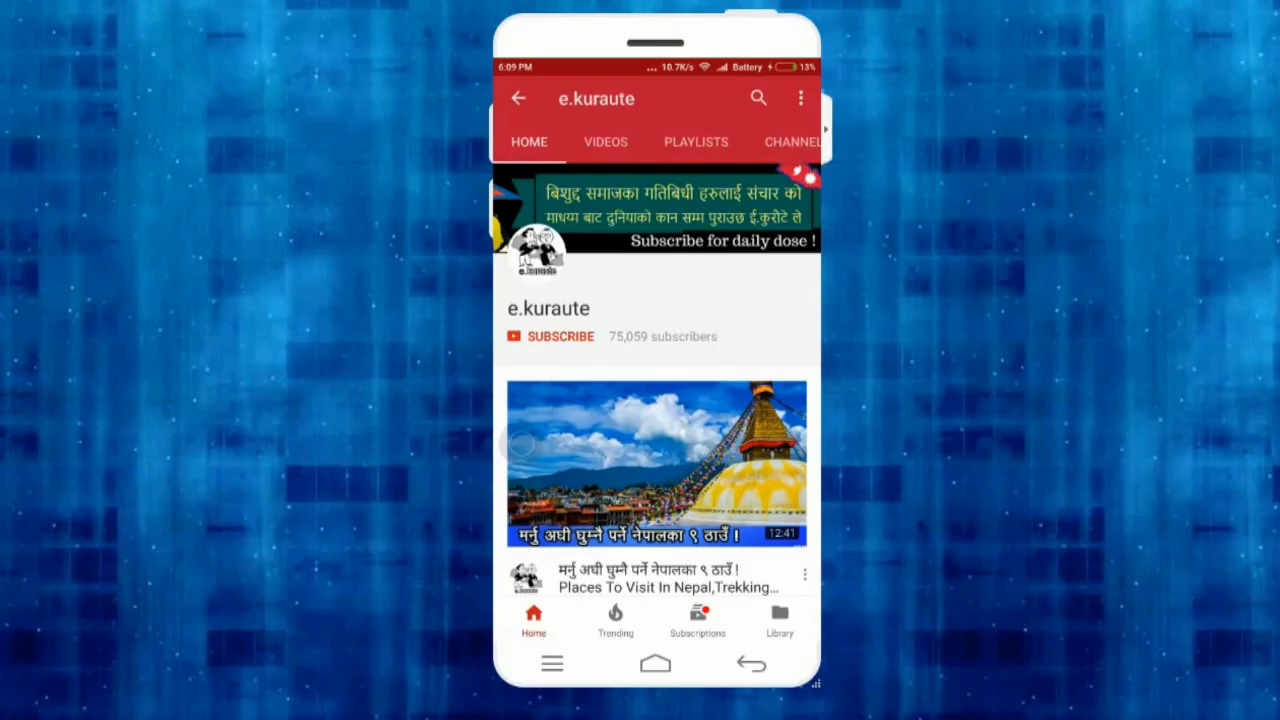 6:09 PM ... 10.7K/s Battery 13%
e.kuraute
HOME VIDEOS PLAYLISTS CHANNEL
बिशुद्द समाजका गतिबिधी हरुलाई संचार को
माधय्म बाट दुनियाको कान सम्म पुराउछ ई.कुरौटे ले
Subscribe for daily dose !
e.kuraute
e.kuraute
SUBSCRIBE 75,059 subscribers
मर्नु अघी घुम्नै पर्ने नेपालका ९ ठाउँ !
12:41
मर्नु अघी घुम्नै पर्ने नेपालका ९ ठाउँ !
Places To Visit In Nepal,Trekking...
Home Trending Subscriptions Library